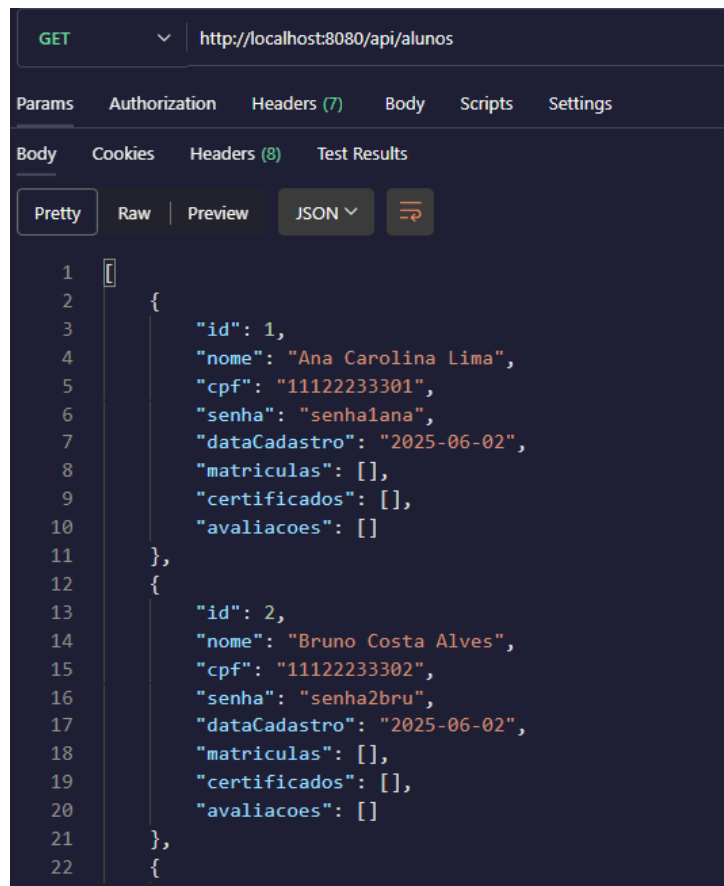 GET http://localhost:8080/api/alunos
Params Authorization Headers (7) Body Scripts Settings
Body Cookies Headers (8) Test Results
Pretty Raw Preview JSON
1 [
2 {
3 "id": 1,
4 "nome": "Ana Carolina Lima",
5 "cpf": "11122233301",
6 "senha": "senha1ana",
7 "dataCadastro": "2025-06-02",
8 "matriculas": [],
9 "certificados": [],
10 "avaliacoes": []
11 },
12 {
13 "id": 2,
14 "nome": "Bruno Costa Alves",
15 "cpf": "11122233302",
16 "senha": "senha2bru",
17 "dataCadastro": "2025-06-02",
18 "matriculas": [],
19 "certificados": [],
20 "avaliacoes": []
21 },
22 {